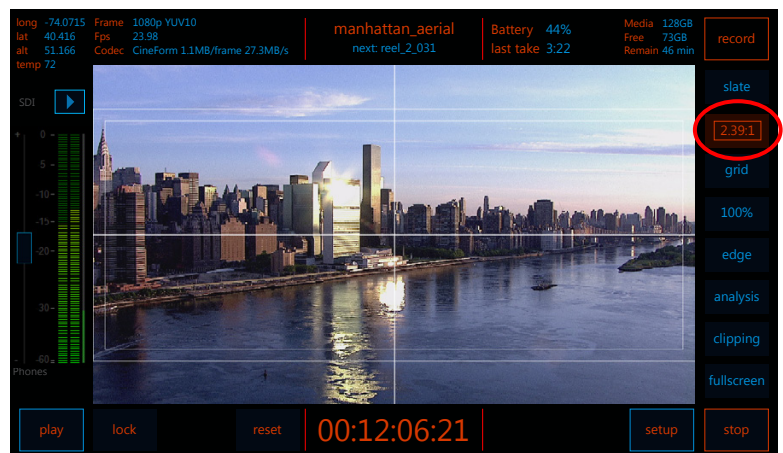 long -74.0715
lat 40.416
alt 51.166
temp 72
Frame 1080p YUV10
Fps 23.98
Codec CineForm 1.1MB/frame 27.3MB/s
manhattan_aerial
next: reel_2_031
Battery 44%
last take 3:22
Media 128GB
Free 73GB
Remain 46 min
record
SDI
+ 0 -
5 -
-10-
-15-
-20-
30-
- -60-
Phones
slate
2.39:1
grid
100%
edge
analysis
clipping
fullscreen
play
lock
reset
00:12:06:21
setup
stop